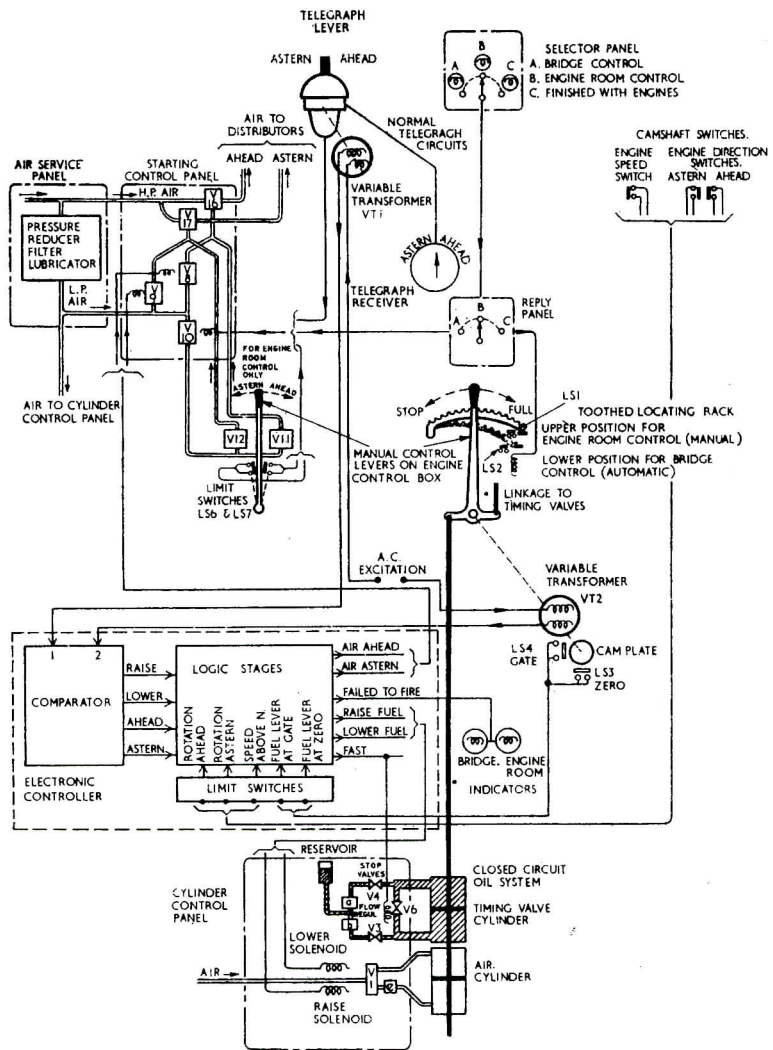 TELEGRAPH
LEVER
ASTERN AHEAD
SELECTOR PANEL
A. BRIDGE CONTROL
B. ENGINE ROOM CONTROL
C. FINISHED WITH ENGINES
A
B
C
AIR TO
DISTRIBUTORS
AHEAD ASTERN
NORMAL
TELEGRAGH
CIRCUITS
CAMSHAFT SWITCHES.
ENGINE
SPEED
SWITCH
ENGINE DIRECTION
SWITCHES.
ASTERN AHEAD
AIR SERVICE
PANEL
STARTING
CONTROL PANEL
H.P. AIR
VARIABLE
TRANSFORMER
VT1
PRESSURE
REDUCER
FILTER
LUBRICATOR
V
17
V
V
V
L.P.
AIR
ASTERN AHEAD
TELEGRAPH
RECEIVER
REPLY
PANEL
A
B
C
AIR TO CYLINDER
CONTROL PANEL
FOR ENGINE
ROOM
CONTROL
ONLY
ASTERN AHEAD
V12
V11
STOP
FULL
LS1
TOOTHED LOCATING RACK
UPPER POSITION FOR
ENGINE ROOM CONTROL (MANUAL)
LS2
LOWER POSITION FOR BRIDGE
CONTROL (AUTOMATIC)
MANUAL CONTROL
LEVERS ON ENGINE
CONTROL BOX
LIMIT
SWITCHES
LS6 & LS7
LINKAGE TO
TIMING VALVES
A.C.
EXCITATION
VARIABLE
TRANSFORMER
VT2
LS4
GATE
CAM PLATE
LS3
ZERO
1 2
COMPARATOR
RAISE
LOWER
AHEAD
ASTERN
LOGIC STAGES
ROTATION
AHEAD
ROTATION
ASTERN
SPEED
ABOVE N.
FUEL LEVER
AT GATE
FUEL LEVER
AT ZERO
AIR AHEAD
AIR ASTERN
FAILED TO FIRE
RAISE FUEL
LOWER FUEL
FAST
ELECTRONIC
CONTROLLER
LIMIT SWITCHES
BRIDGE. ENGINE
ROOM
INDICATORS
RESERVOIR
CYLINDER
CONTROL
PANEL
STOP
VALVES
V4
FLOW
REGUL
V6
V3
CLOSED CIRCUIT
OIL SYSTEM
TIMING VALVE
CYLINDER
LOWER
SOLENOID
AIR
V
1
RAISE
SOLENOID
AIR.
CYLINDER